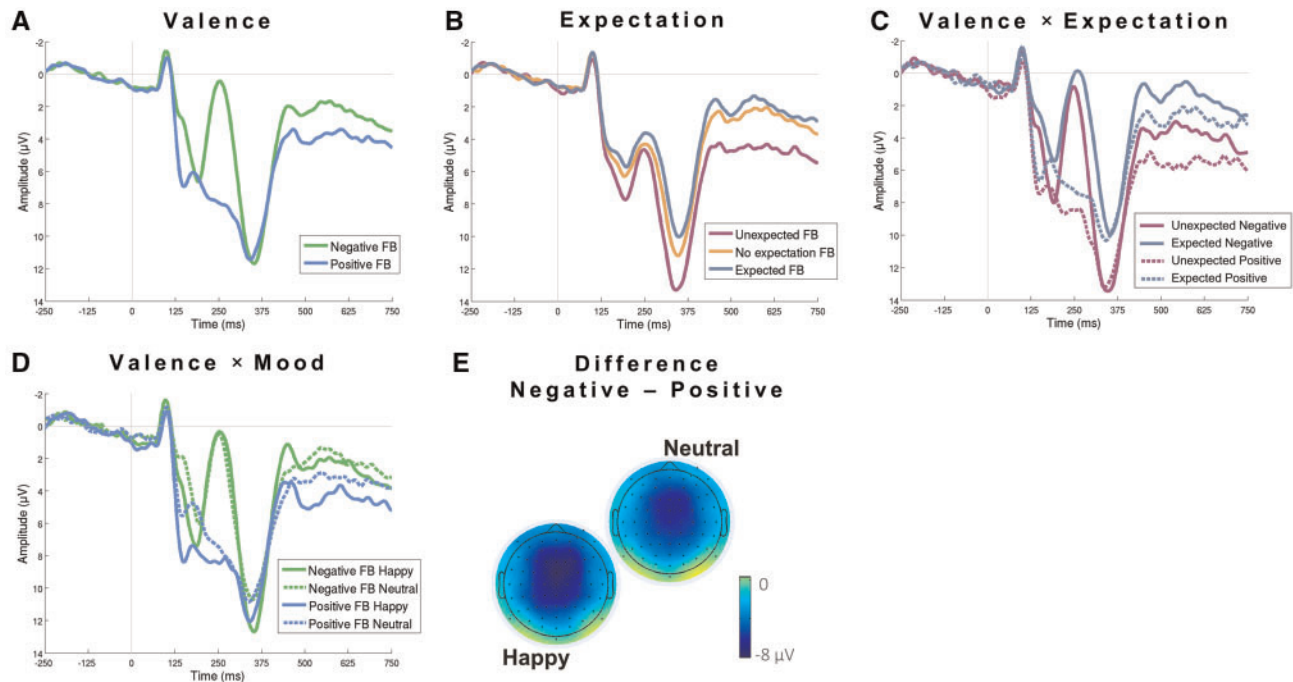 A
Valence
-2
0
2
4
6
8
10
12
14
Amplitude (μV)
Negative FB
Positive FB
-250 -125 0 125 250 375 500 625 750
Time (ms)
B
Expectation
-2
0
2
4
6
8
10
12
14
Amplitude (μV)
Unexpected FB
No expectation FB
Expected FB
-250 -125 0 125 250 375 500 625 750
Time (ms)
C
Valence × Expectation
-2
0
2
4
6
8
10
12
14
Amplitude (μV)
Unexpected Negative
Expected Negative
Unexpected Positive
Expected Positive
-250 -125 0 125 250 375 500 625 750
Time (ms)
D
Valence × Mood
-2
0
2
4
6
8
10
12
14
Amplitude (μV)
Negative FB Happy
Negative FB Neutral
Positive FB Happy
Positive FB Neutral
-250 -125 0 125 250 375 500 625 750
Time (ms)
E
Difference
Negative – Positive
Neutral
Happy
0
-8 μV